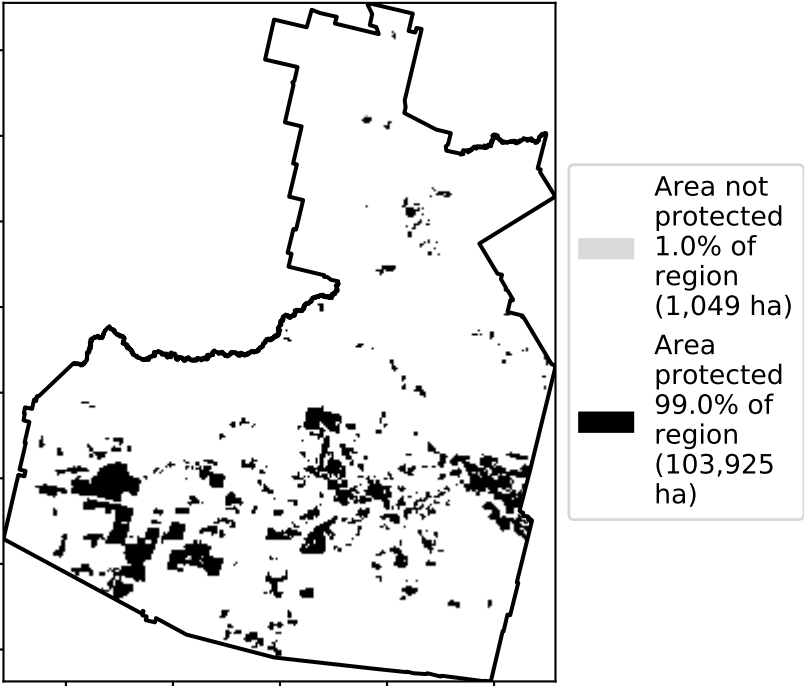 Area not
protected
1.0% of
region
(1,049 ha)
Area
protected
99.0% of
region
(103,925
ha)